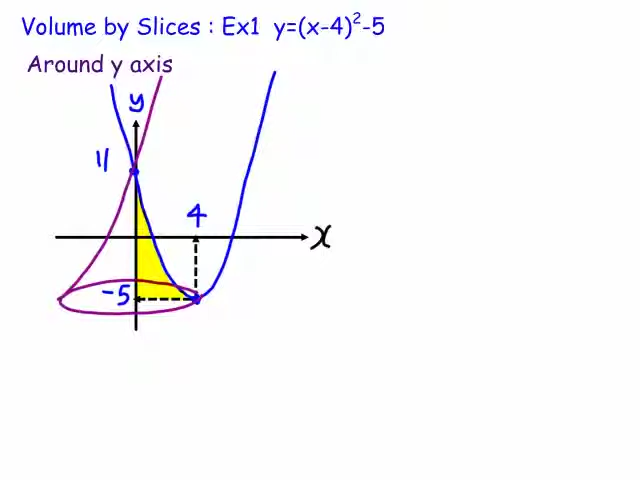 Volume by Slices : Ex1 y=(x-4)²-5
Around y axis
y
11
4
x
-5